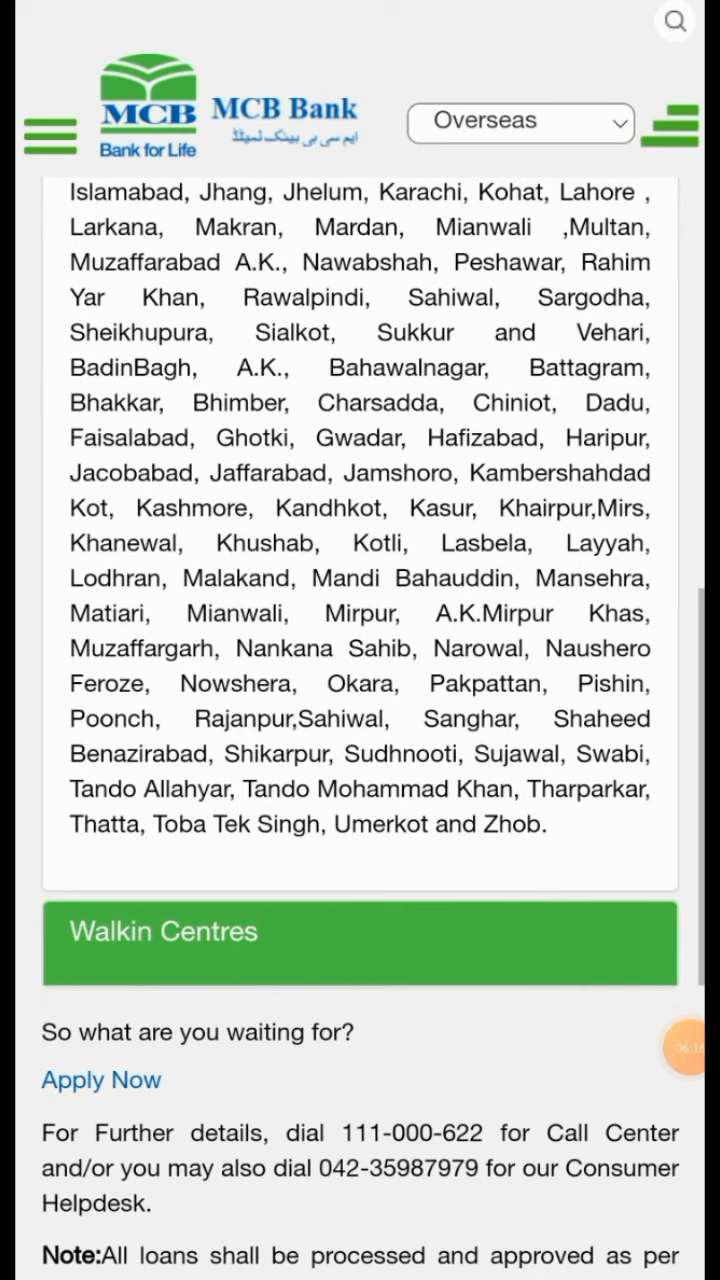 MCB
Bank for Life
MCB Bank
ایم سی بی بینک لمیٹڈ
Overseas
Islamabad, Jhang, Jhelum, Karachi, Kohat, Lahore ,
Larkana, Makran, Mardan, Mianwali ,Multan,
Muzaffarabad A.K., Nawabshah, Peshawar, Rahim
Yar Khan, Rawalpindi, Sahiwal, Sargodha,
Sheikhupura, Sialkot, Sukkur and Vehari,
BadinBagh, A.K., Bahawalnagar, Battagram,
Bhakkar, Bhimber, Charsadda, Chiniot, Dadu,
Faisalabad, Ghotki, Gwadar, Hafizabad, Haripur,
Jacobabad, Jaffarabad, Jamshoro, Kambershahdad
Kot, Kashmore, Kandhkot, Kasur, Khairpur,Mirs,
Khanewal, Khushab, Kotli, Lasbela, Layyah,
Lodhran, Malakand, Mandi Bahauddin, Mansehra,
Matiari, Mianwali, Mirpur, A.K.Mirpur Khas,
Muzaffargarh, Nankana Sahib, Narowal, Naushero
Feroze, Nowshera, Okara, Pakpattan, Pishin,
Poonch, Rajanpur,Sahiwal, Sanghar, Shaheed
Benazirabad, Shikarpur, Sudhnooti, Sujawal, Swabi,
Tando Allahyar, Tando Mohammad Khan, Tharparkar,
Thatta, Toba Tek Singh, Umerkot and Zhob.
Walkin Centres
So what are you waiting for?
06:16
Apply Now
For Further details, dial 111-000-622 for Call Center
and/or you may also dial 042-35987979 for our Consumer
Helpdesk.
Note:All loans shall be processed and approved as per